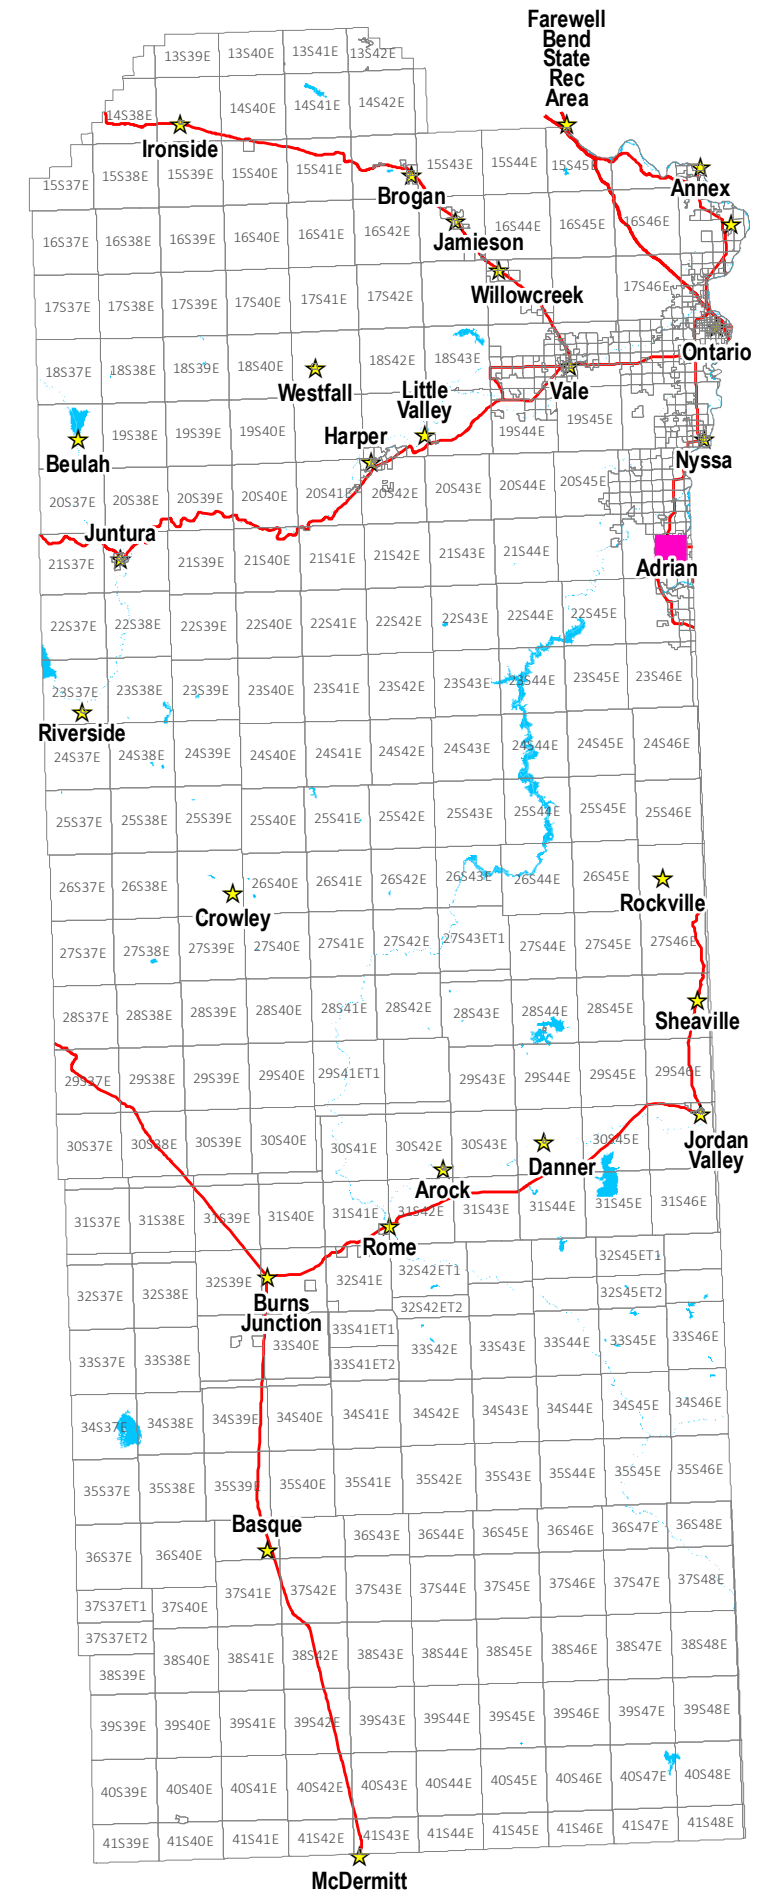 Farewell
Bend
State
Rec
Area
13S39E 13S40E 13S41E 13S42E
14S38E 14S40E 14S41E 14S42E
Ironside
15S37E 15S38E 15S39E 15S40E 15S41E 15S43E 15S44E 15S45E
Brogan
Annex
16S37E 16S38E 16S39E 16S40E 16S41E 16S42E 16S44E 16S45E 16S46E
Jamieson
17S37E 17S38E 17S39E 17S40E 17S41E 17S42E 17S46E
Willowcreek
Ontario
18S37E 18S38E 18S39E 18S40E 18S42E 18S43E
Westfall
Vale
Little
Valley
19S38E 19S39E 19S40E 19S44E 19S45E
Harper
Beulah
Nyssa
20S37E 20S38E 20S39E 20S40E 20S41E 20S42E 20S43E 20S44E 20S45E
Juntura
21S37E 21S39E 21S40E 21S41E 21S42E 21S43E 21S44E
Adrian
22S37E 22S38E 22S39E 22S40E 22S41E 22S42E 22S43E 22S44E 22S45E
23S37E 23S38E 23S39E 23S40E 23S41E 23S42E 23S43E 23S44E 23S45E 23S46E
Riverside
24S37E 24S38E 24S39E 24S40E 24S41E 24S42E 24S43E 24S44E 24S45E 24S46E
25S37E 25S38E 25S39E 25S40E 25S41E 25S42E 25S43E 25S44E 25S45E 25S46E
26S37E 26S38E 26S40E 26S41E 26S42E 26S43E 26S44E 26S45E
Crowley
Rockville
27S37E 27S38E 27S39E 27S40E 27S41E 27S42E 27S43ET1 27S44E 27S45E 27S46E
28S37E 28S38E 28S39E 28S40E 28S41E 28S42E 28S43E 28S44E 28S45E
Sheaville
29S37E 29S38E 29S39E 29S40E 29S41ET1 29S43E 29S44E 29S45E 29S46E
30S37E 30S38E 30S39E 30S40E 30S41E 30S42E 30S43E 30S45E
Jordan
Valley
Danner
Arock
31S37E 31S38E 31S39E 31S40E 31S41E 31S42E 31S43E 31S44E 31S45E 31S46E
Rome
32S42ET1 32S45ET1
32S37E 32S38E 32S39E 32S41E 32S42ET2 32S45ET2
Burns
Junction
33S41ET1
33S37E 33S38E 33S40E 33S41ET2 33S42E 33S43E 33S44E 33S45E 33S46E
34S37E 34S38E 34S39E 34S40E 34S41E 34S42E 34S43E 34S44E 34S45E 34S46E
35S37E 35S38E 35S39E 35S40E 35S41E 35S42E 35S43E 35S44E 35S45E 35S46E
Basque
36S37E 36S40E 36S43E 36S44E 36S45E 36S46E 36S47E 36S48E
37S37ET1 37S40E 37S41E 37S42E 37S43E 37S44E 37S45E 37S46E 37S47E 37S48E
37S37ET2
38S39E 38S40E 38S41E 38S42E 38S43E 38S44E 38S45E 38S46E 38S47E 38S48E
39S39E 39S40E 39S41E 39S42E 39S43E 39S44E 39S45E 39S46E 39S47E 39S48E
40S39E 40S40E 40S41E 40S42E 40S43E 40S44E 40S45E 40S46E 40S47E 40S48E
41S39E 41S40E 41S41E 41S42E 41S43E 41S44E 41S45E 41S46E 41S47E 41S48E
McDermitt